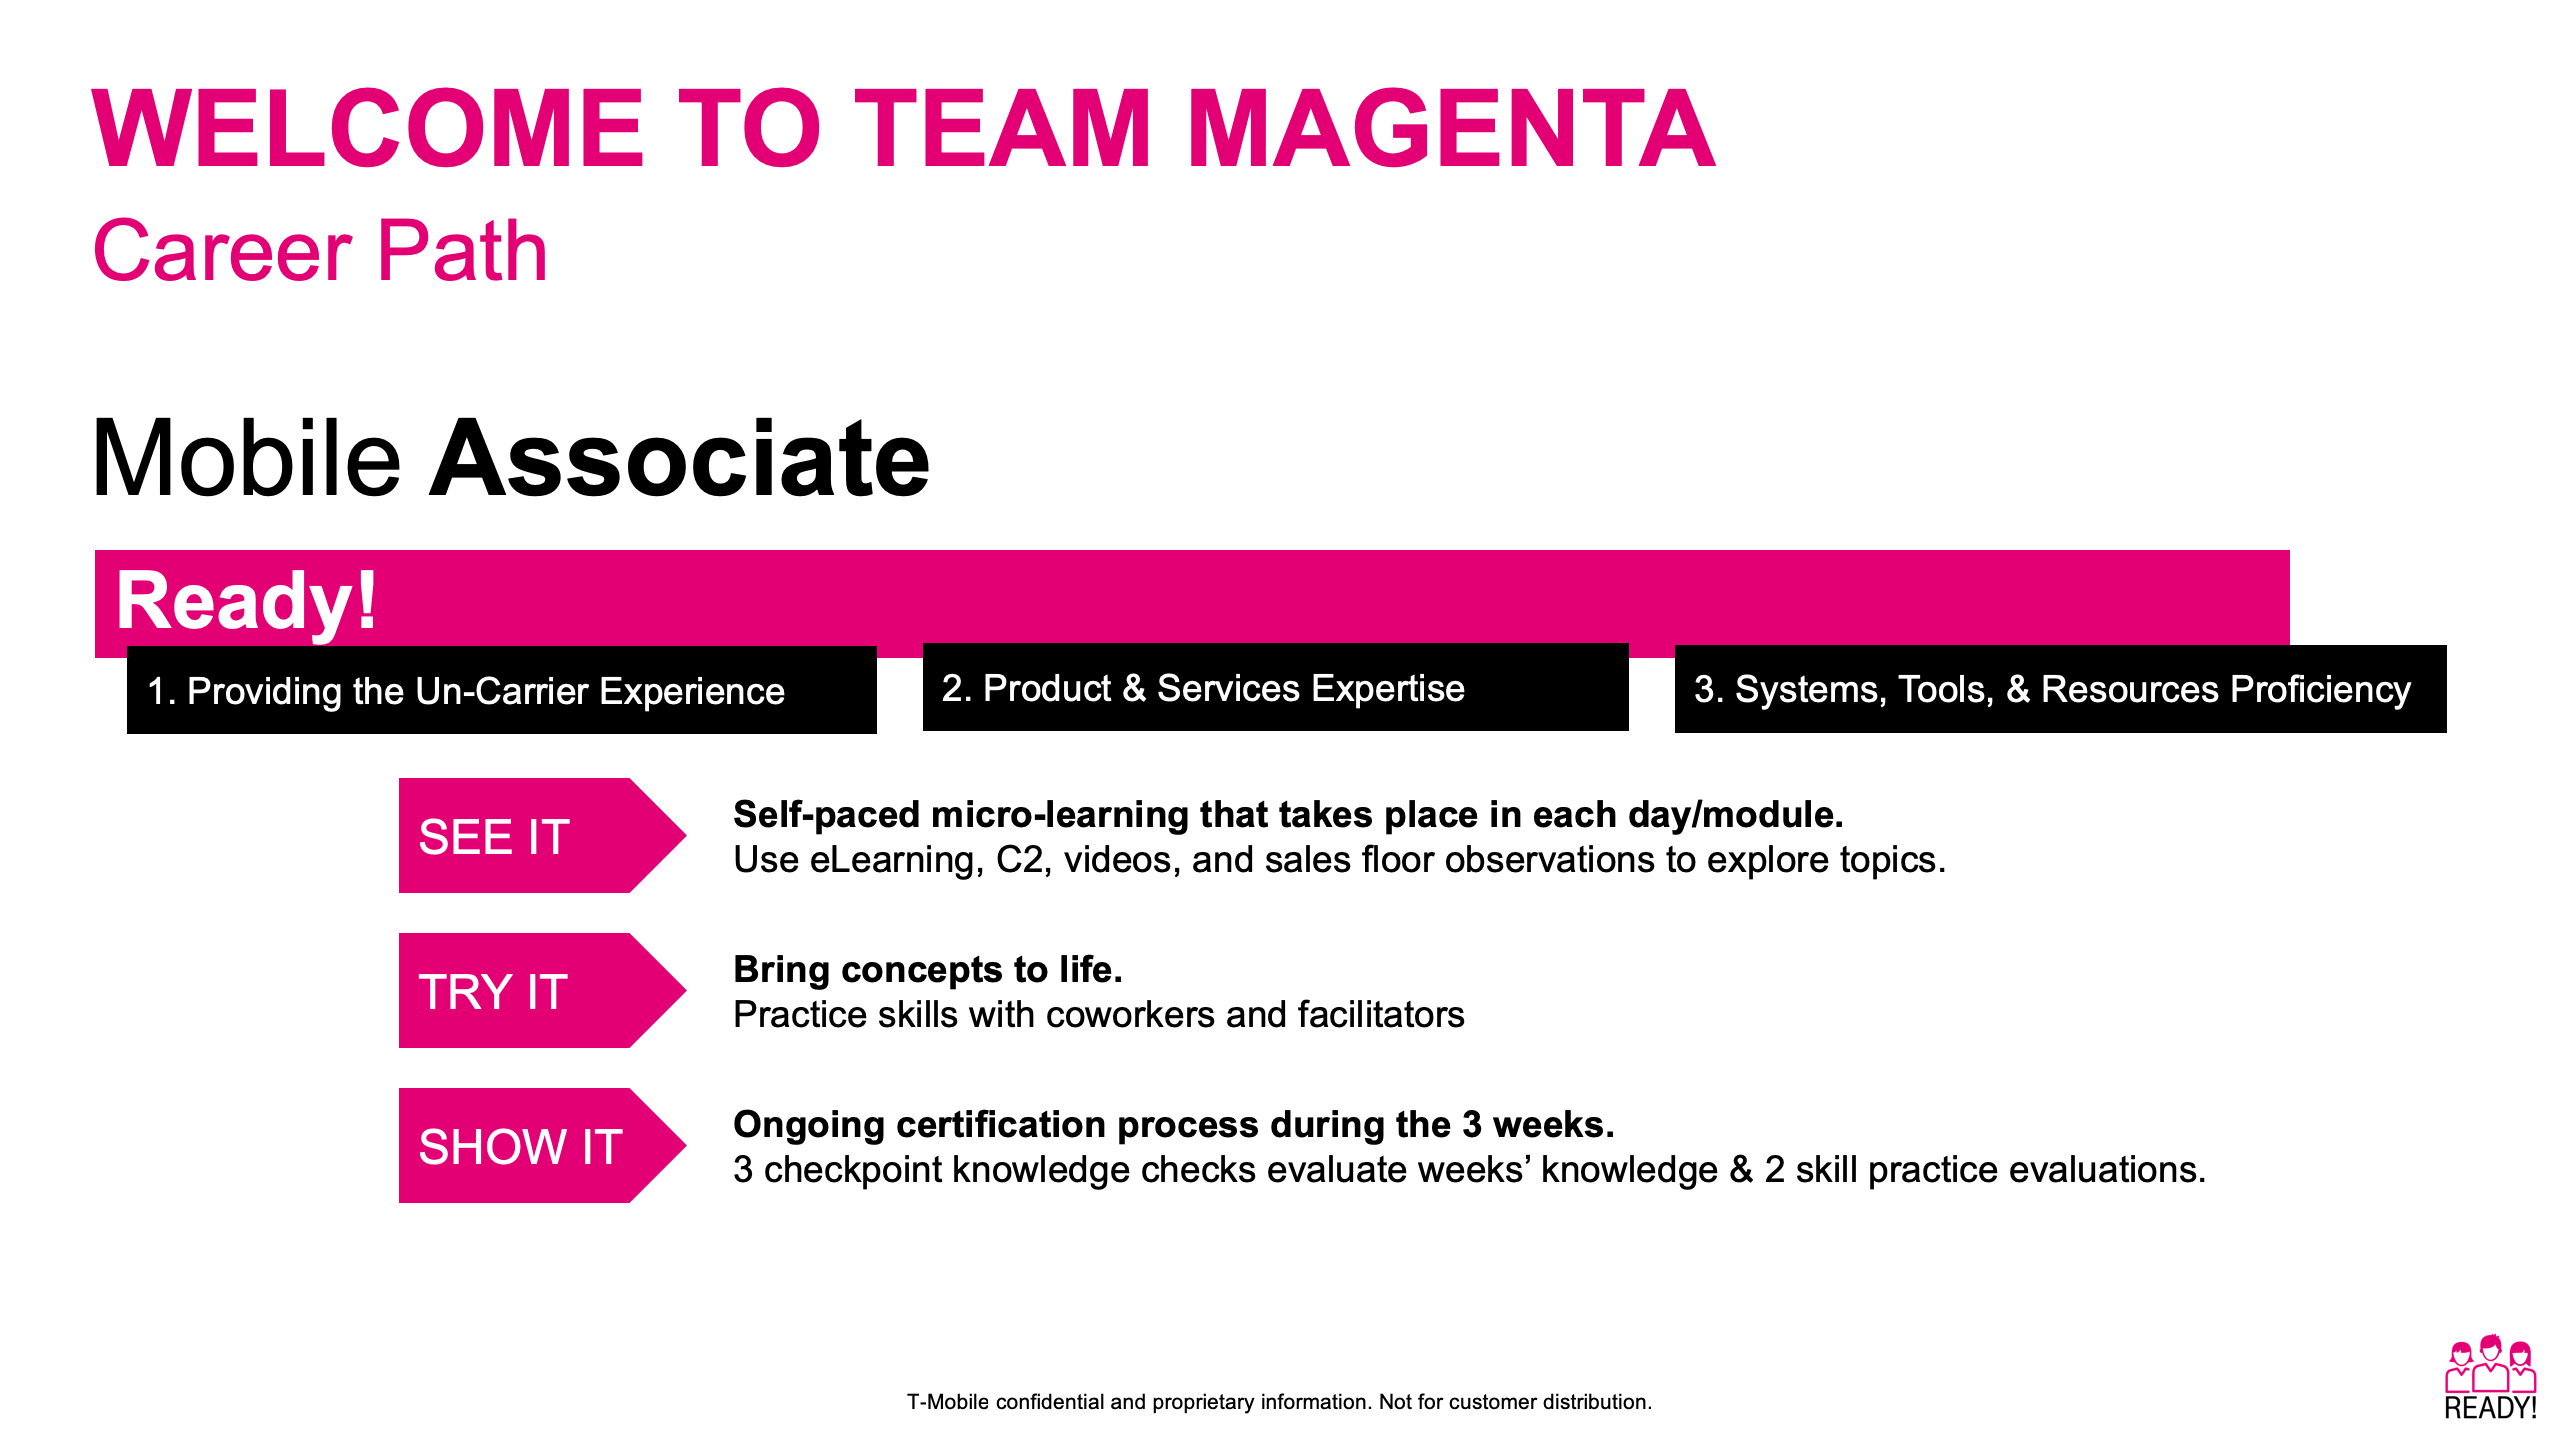 WELCOME TO TEAM MAGENTA
Career Path
Mobile Associate
Ready!
1. Providing the Un-Carrier Experience
2. Product & Services Expertise
3. Systems, Tools, & Resources Proficiency
SEE IT
Self-paced micro-learning that takes place in each day/module.
Use eLearning, C2, videos, and sales floor observations to explore topics.
TRY IT
Bring concepts to life.
Practice skills with coworkers and facilitators
SHOW IT
Ongoing certification process during the 3 weeks.
3 checkpoint knowledge checks evaluate weeks’ knowledge & 2 skill practice evaluations.
T-Mobile confidential and proprietary information. Not for customer distribution.
READY!